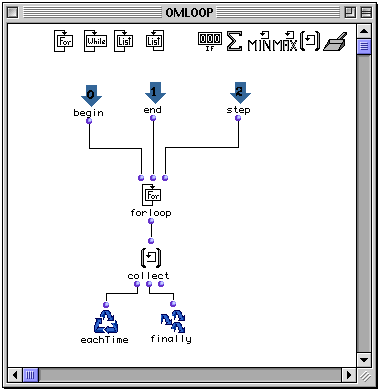 OMLOOP
For While List List 000 IF Σ MIN MAX
0 1 2
begin end step
For
forloop
collect
eachTime finally